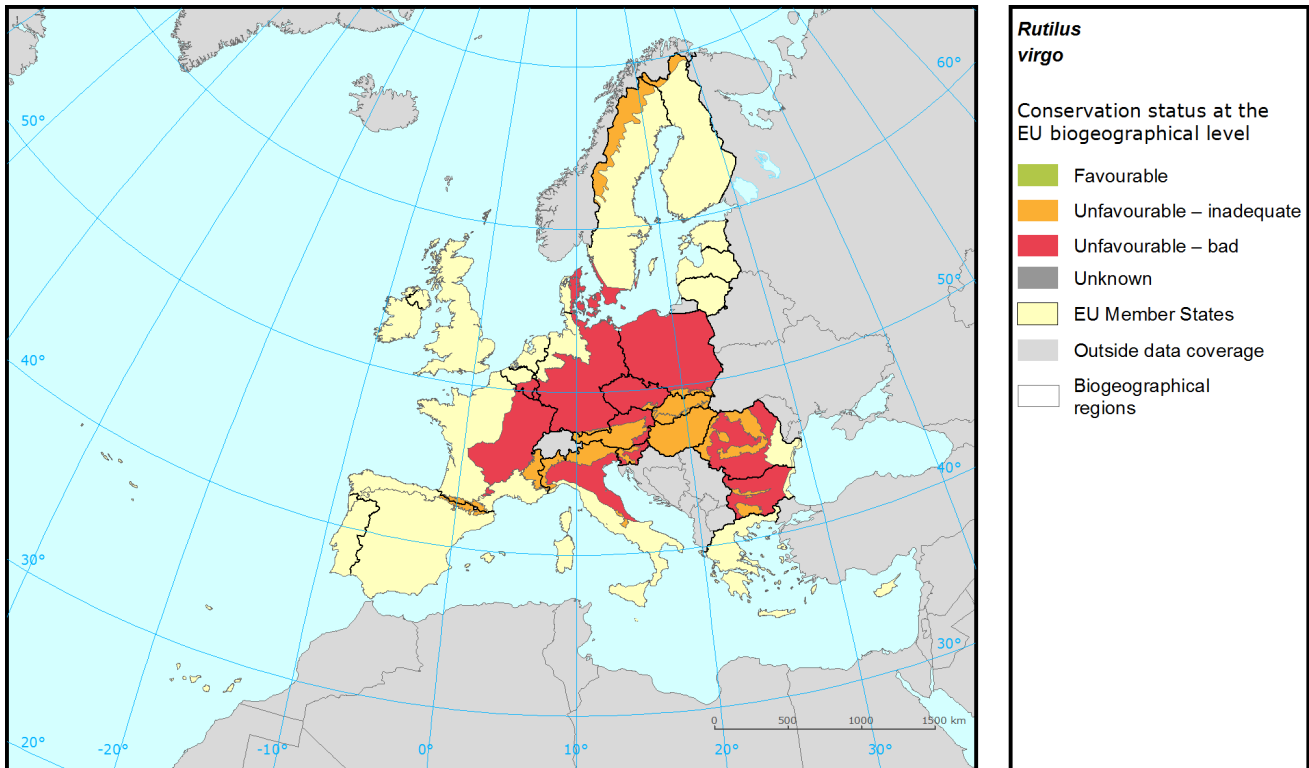 Rutilus
virgo
Conservation status at the
EU biogeographical level
Favourable
Unfavourable – inadequate
Unfavourable – bad
Unknown
EU Member States
Outside data coverage
Biogeographical
regions
60°
50°
50°
40°
40°
30°
30°
0 500 1000 1500 km
20° -20° -10° 0° 10° 20° 30°